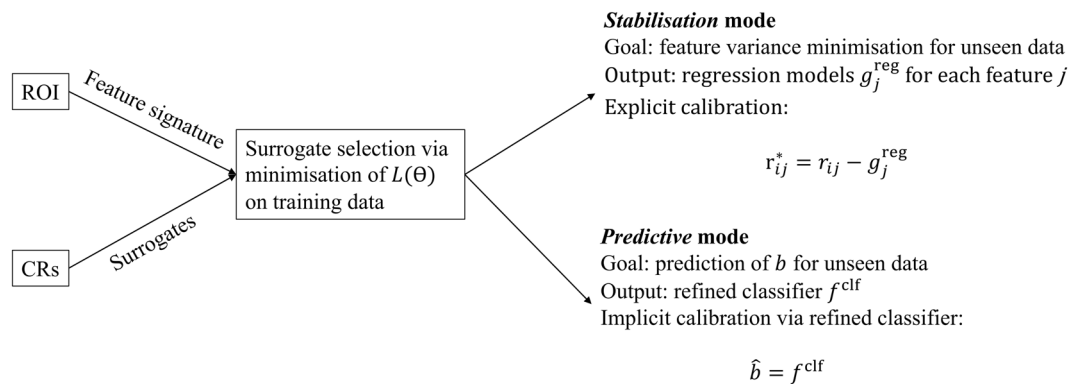 ROI
Feature signature
CRs
Surrogates
Surrogate selection via
minimisation of L(Θ)
on training data
Stabilisation mode
Goal: feature variance minimisation for unseen data
Output: regression models g_j^reg for each feature j
Explicit calibration:
r_ij^* = r_ij − g_j^reg
Predictive mode
Goal: prediction of b for unseen data
Output: refined classifier f^clf
Implicit calibration via refined classifier:
b̂ = f^clf